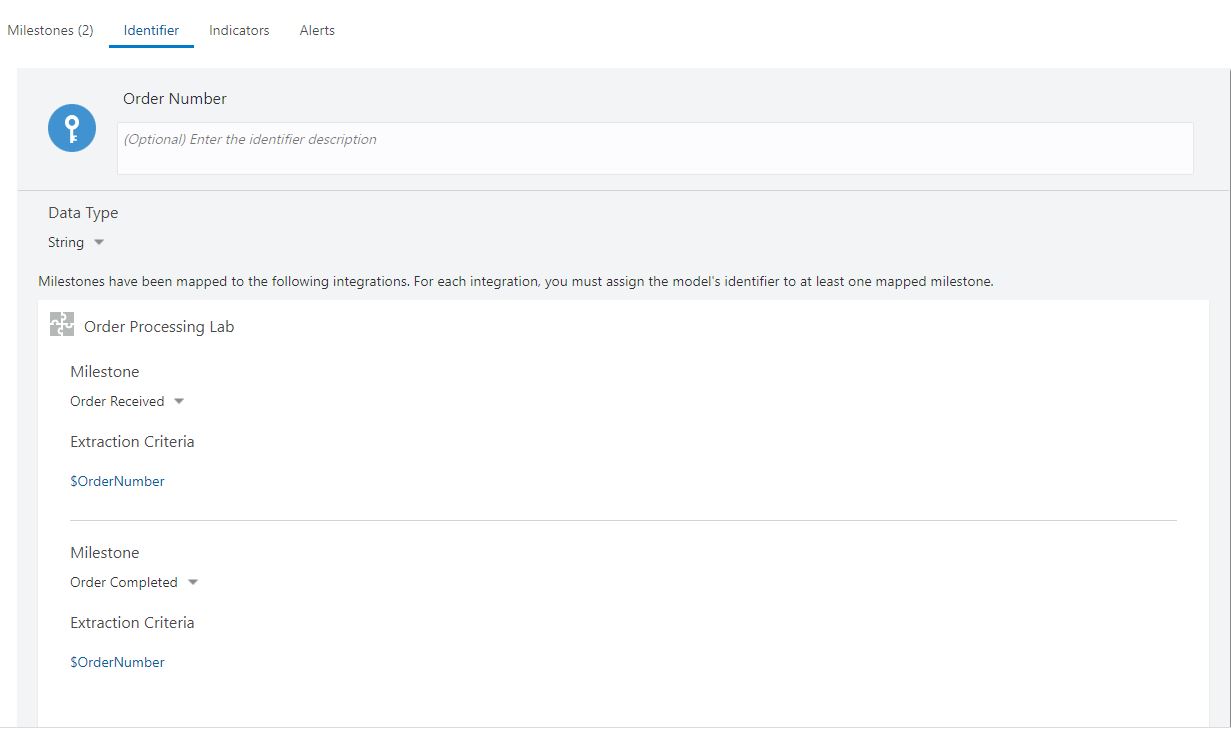 Milestones (2) Identifier Indicators Alerts
Order Number
(Optional) Enter the identifier description
Data Type
String
Milestones have been mapped to the following integrations. For each integration, you must assign the model's identifier to at least one mapped milestone.
Order Processing Lab
Milestone
Order Received
Extraction Criteria
$OrderNumber
Milestone
Order Completed
Extraction Criteria
$OrderNumber